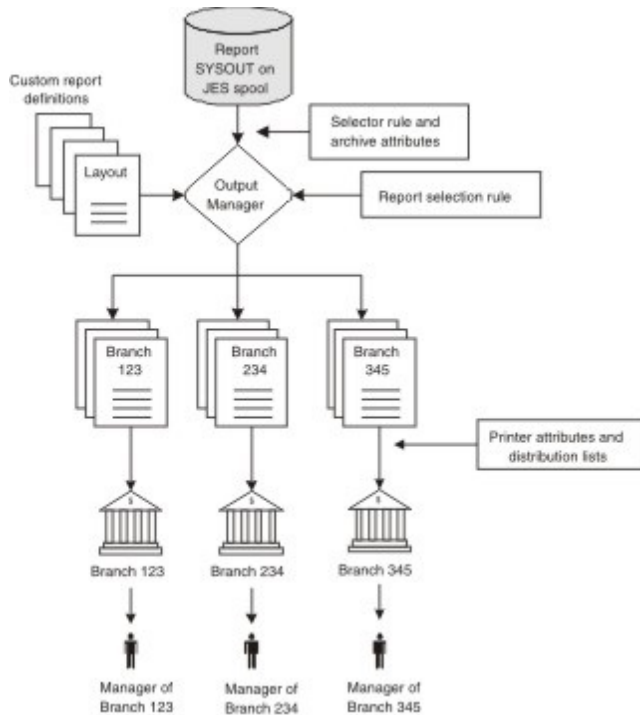 Report
SYSOUT on
JES spool
Custom report
definitions
Selector rule and
archive attributes
Layout
Output
Manager
Report selection rule
Branch
123
Branch
234
Branch
345
Printer attributes and
distribution lists
$
$
$
Branch 123
Branch 234
Branch 345
Manager of
Branch 123
Manager of
Branch 234
Manager of
Branch 345